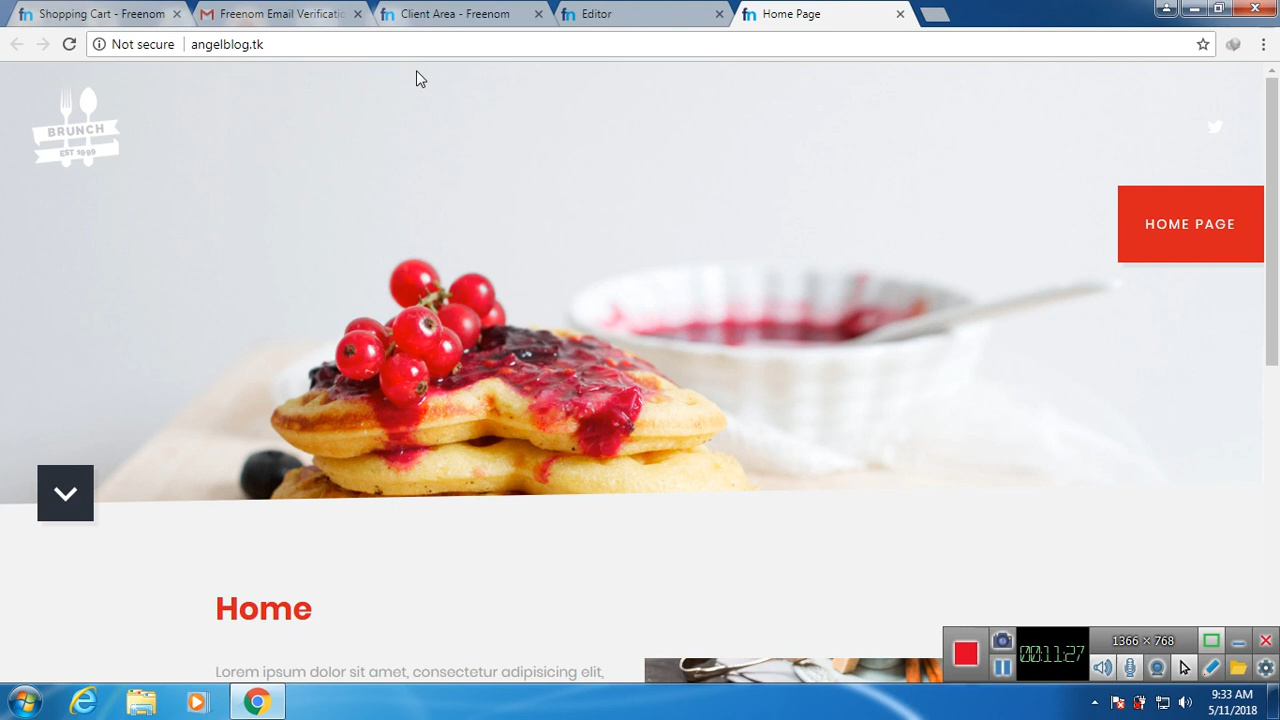 Shopping Cart - Freenom
Freenom Email Verificatio
Client Area - Freenom
Editor
Home Page
Not secure
angelblog.tk
BRUNCH
EST 1999
HOME PAGE
Home
Lorem ipsum dolor sit amet, consectetur adipisicing elit,
1366 × 768
00:11:27
9:33 AM
5/11/2018